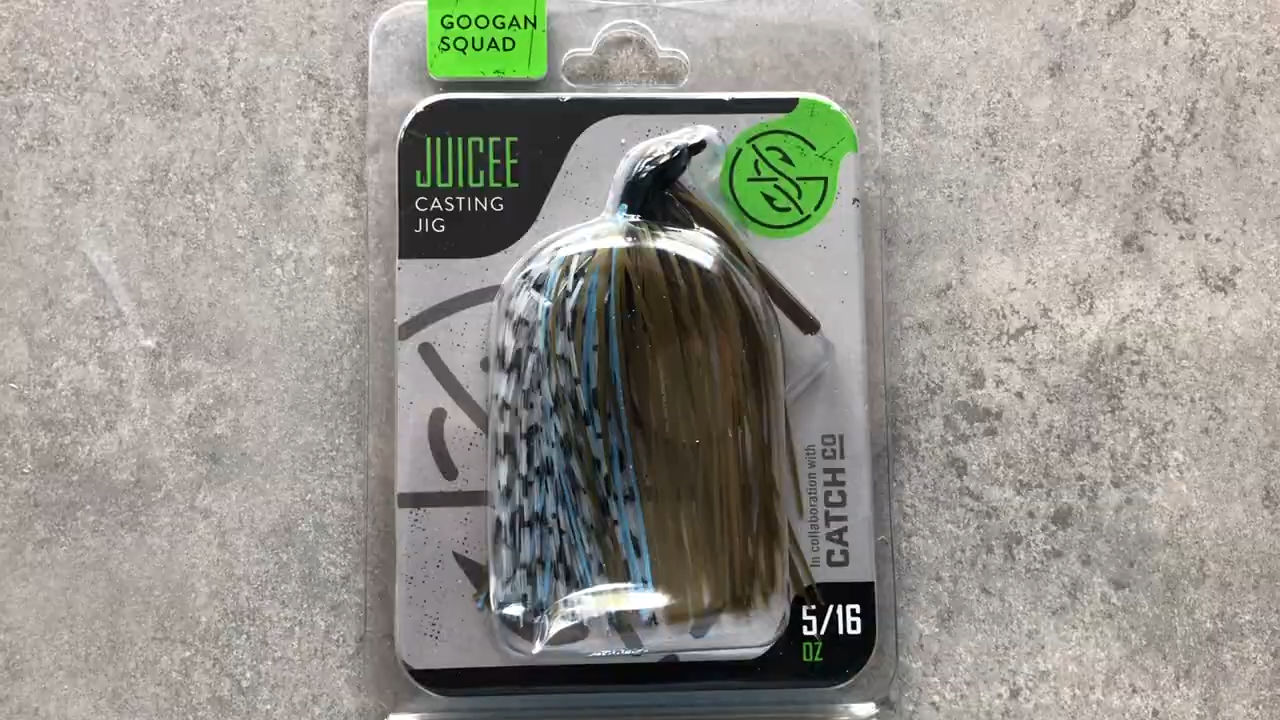 GOOGAN
SQUAD
JUICEE
CASTING
JIG
In collaboration with
CATCH CO
5/16
OZ